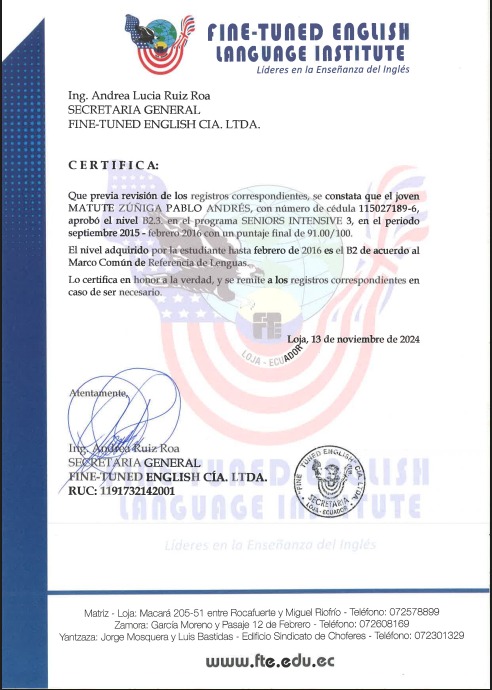 FINE-TUNED ENGLISH
LANGUAGE INSTITUTE
Líderes en la Enseñanza del Inglés
Ing. Andrea Lucia Ruiz Roa
SECRETARIA GENERAL
FINE-TUNED ENGLISH CIA. LTDA.
CERTIFICA:
Que previa revisión de los registros correspondientes, se constata que el joven
MATUTE ZÚÑIGA PABLO ANDRÉS, con número de cédula 115027189-6,
aprobó el nivel B2.3. en el programa SENIORS INTENSIVE 3, en el periodo
septiembre 2015 - febrero 2016 con un puntaje final de 91.00/100.
El nivel adquirido por la estudiante hasta febrero de 2016 es el B2 de acuerdo al
Marco Común de Referencia de Lenguas.
Lo certifica en honor a la verdad, y se remite a los registros correspondientes en
caso de ser necesario.
FTE
LOJA - ECUADOR
Loja, 13 de noviembre de 2024
Atentamente,
Ing. Andrea Ruiz Roa
SECRETARIA GENERAL
FINE-TUNED ENGLISH CÍA. LTDA.
RUC: 1191732142001
FINE TUNED ENGLISH CIA. LTDA.
SECRETARIA
LOJA - ECUADOR
FINE-TUNED ENGLISH
LANGUAGE INSTITUTE
Líderes en la Enseñanza del Inglés
Matriz - Loja: Macará 205-51 entre Rocafuerte y Miguel Riofrío - Teléfono: 072578899
Zamora: García Moreno y Pasaje 12 de Febrero - Teléfono: 072608169
Yantzaza: Jorge Mosquera y Luis Bastidas - Edificio Sindicato de Choferes - Teléfono: 072301329
www.fte.edu.ec